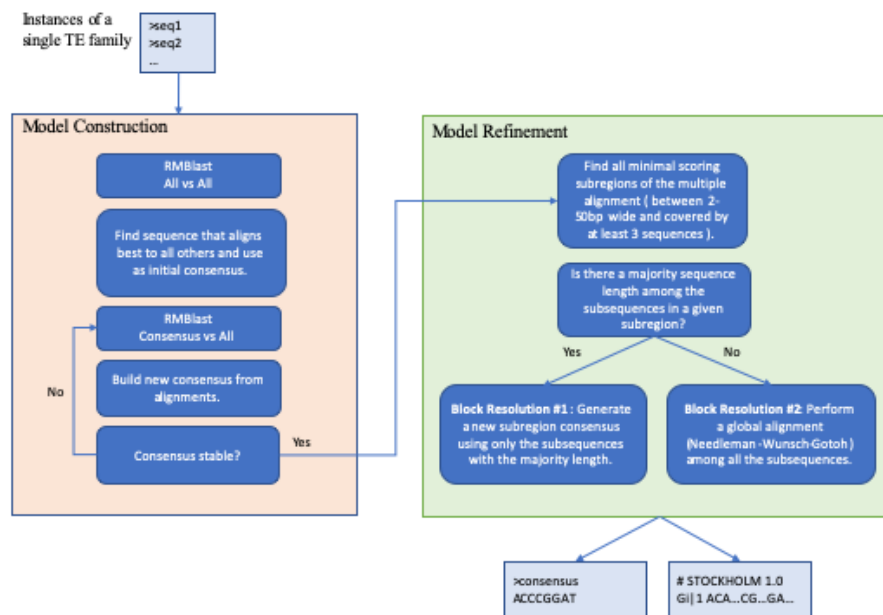 Instances of a
single TE family
>seq1
>seq2
...
Model Construction
RMBlast
All vs All
Find sequence that aligns
best to all others and use
as initial consensus.
RMBlast
Consensus vs All
No
Build new consensus from
alignments.
Consensus stable?
Yes
Model Refinement
Find all minimal scoring
subregions of the multiple
alignment ( between 2-
50bp wide and covered by
at least 3 sequences ).
Is there a majority sequence
length among the
subsequences in a given
subregion?
Yes
No
Block Resolution #1 : Generate
a new subregion consensus
using only the subsequences
with the majority length.
Block Resolution #2: Perform
a global alignment
(Needleman-Wunsch-Gotoh)
among all the subsequences.
>consensus
ACCCGGAT
# STOCKHOLM 1.0
Gi|1 ACA...CG...GA...